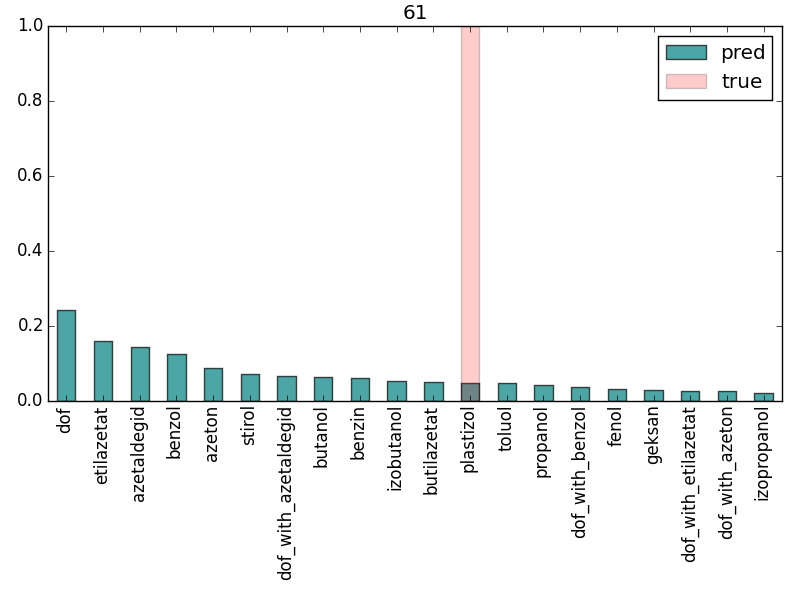 61
1.0
0.8
0.6
0.4
0.2
0.0
pred
true
dof
etilazetat
azetaldegid
benzol
azeton
stirol
dof_with_azetaldegid
butanol
benzin
izobutanol
butilazetat
plastizol
toluol
propanol
dof_with_benzol
fenol
geksan
dof_with_etilazetat
dof_with_azeton
izopropanol